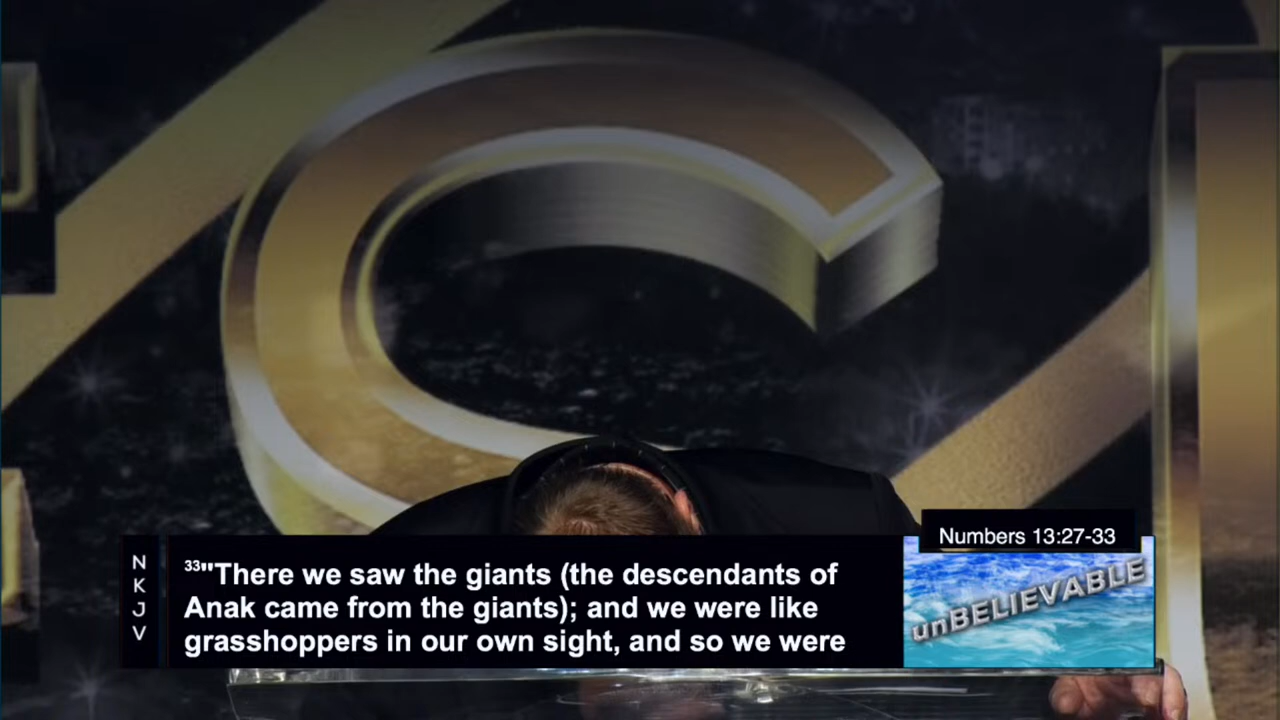 Numbers 13:27-33
NKJV
³³"There we saw the giants (the descendants of
Anak came from the giants); and we were like
grasshoppers in our own sight, and so we were
unBELIEVABLE